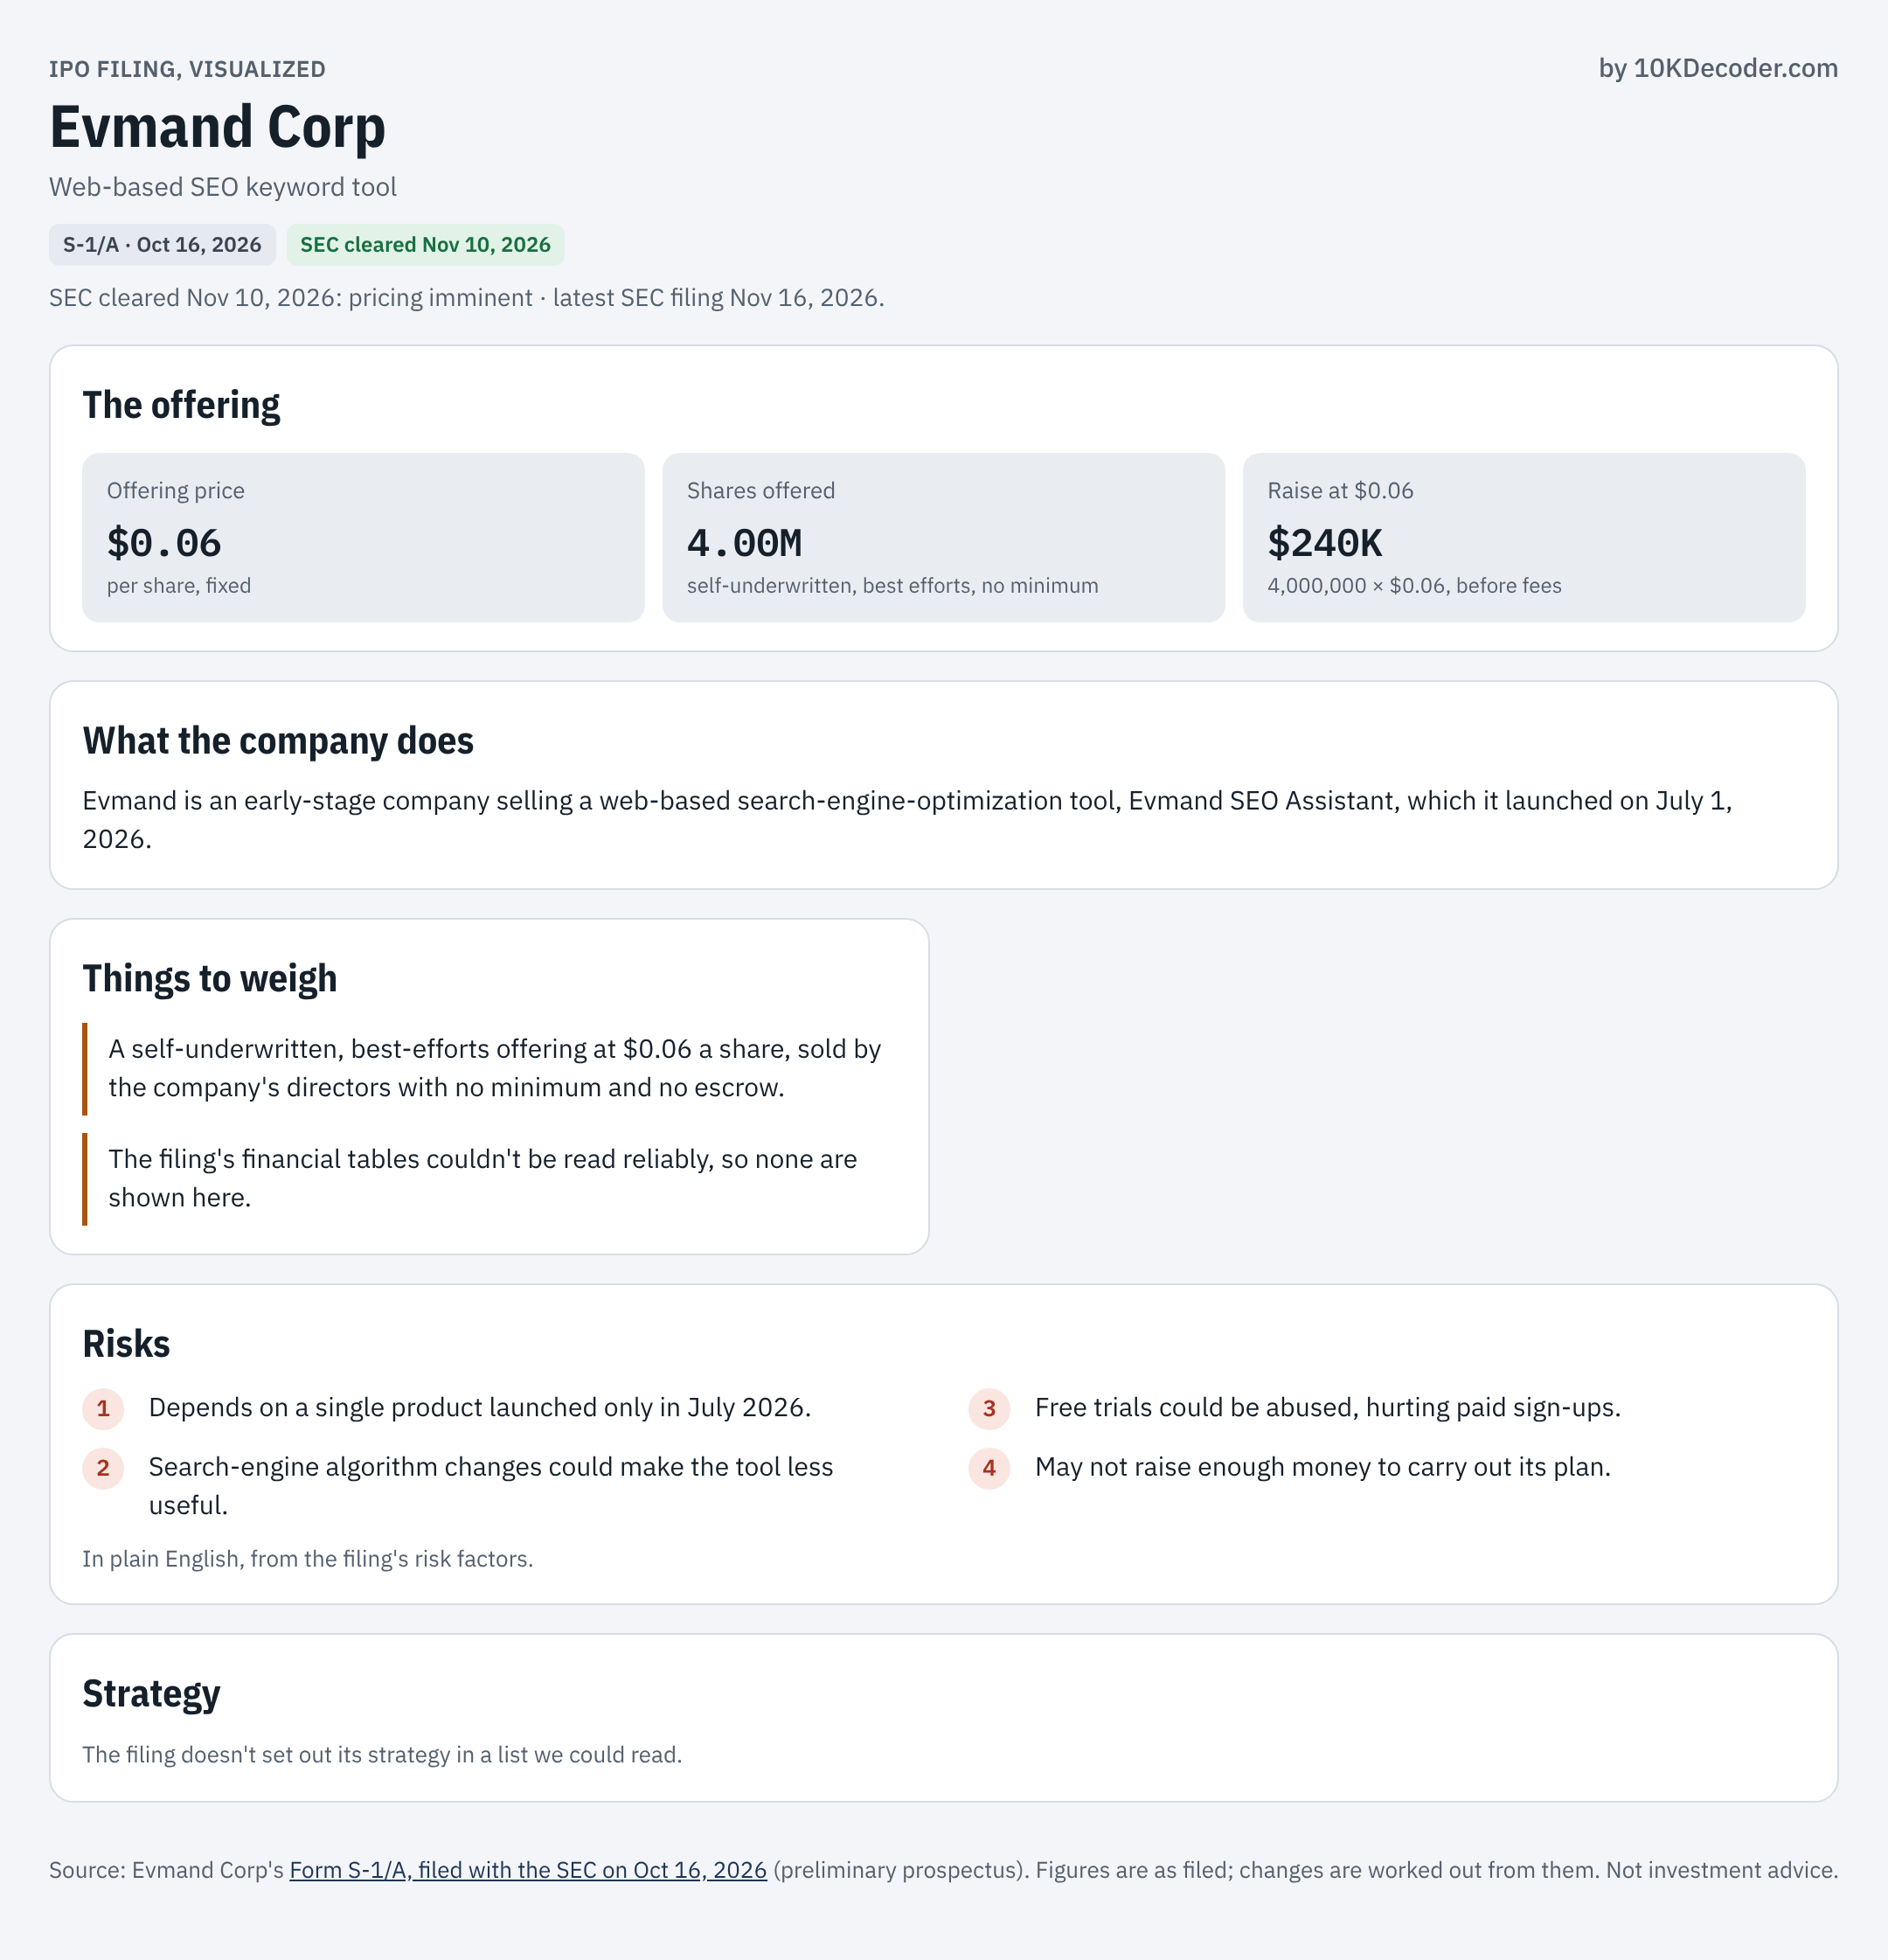 IPO FILING, VISUALIZED
by 10KDecoder.com
Evmand Corp
Web-based SEO keyword tool
S-1/A · Oct 16, 2026
SEC cleared Nov 10, 2026
SEC cleared Nov 10, 2026: pricing imminent · latest SEC filing Nov 16, 2026.
The offering
Offering price
$0.06
per share, fixed
Shares offered
4.00M
self-underwritten, best efforts, no minimum
Raise at $0.06
$240K
4,000,000 × $0.06, before fees
What the company does
Evmand is an early-stage company selling a web-based search-engine-optimization tool, Evmand SEO Assistant, which it launched on July 1,
2026.
Things to weigh
A self-underwritten, best-efforts offering at $0.06 a share, sold by
the company's directors with no minimum and no escrow.
The filing's financial tables couldn't be read reliably, so none are
shown here.
Risks
1 Depends on a single product launched only in July 2026.
2 Search-engine algorithm changes could make the tool less
useful.
3 Free trials could be abused, hurting paid sign-ups.
4 May not raise enough money to carry out its plan.
In plain English, from the filing's risk factors.
Strategy
The filing doesn't set out its strategy in a list we could read.
Source: Evmand Corp's Form S-1/A, filed with the SEC on Oct 16, 2026 (preliminary prospectus). Figures are as filed; changes are worked out from them. Not investment advice.